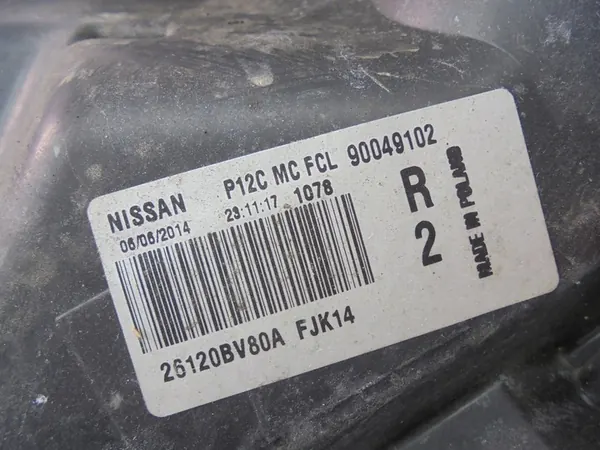 NISSAN P12C MC FCL 90049102
06/06/2014 23:11:17 1078
R
2
MADE IN POLAND
26120BV80A FJK14